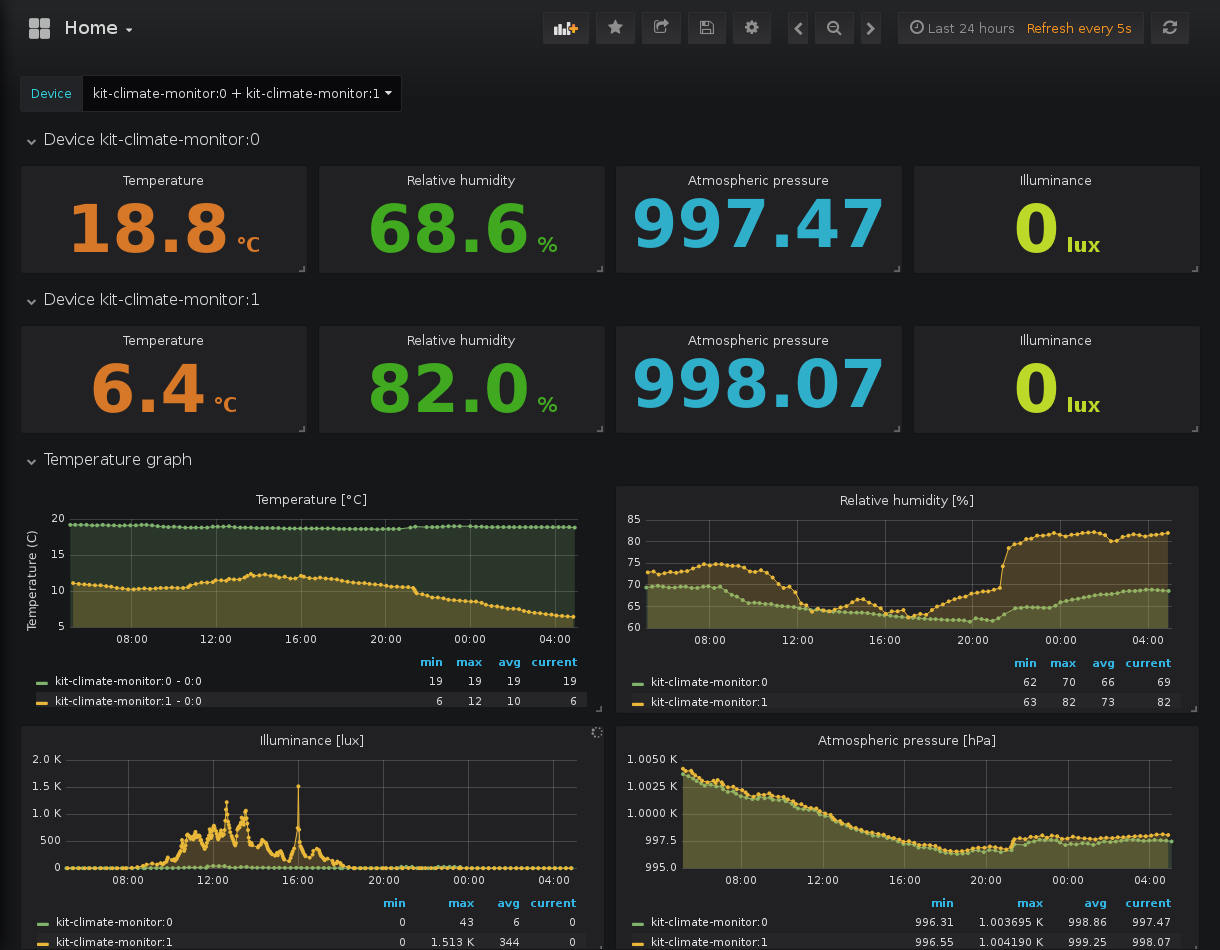 Home
Last 24 hours Refresh every 5s
Device kit-climate-monitor:0 + kit-climate-monitor:1
Device kit-climate-monitor:0
Temperature Relative humidity Atmospheric pressure Illuminance
18.8 °C 68.6 % 997.47 0 lux
Device kit-climate-monitor:1
Temperature Relative humidity Atmospheric pressure Illuminance
6.4 °C 82.0 % 998.07 0 lux
Temperature graph
Temperature [°C]
Temperature (C)
20
15
10
5
08:00 12:00 16:00 20:00 00:00 04:00
min max avg current
kit-climate-monitor:0 - 0:0 19 19 19 19
kit-climate-monitor:1 - 0:0 6 12 10 6
Relative humidity [%]
85
80
75
70
65
60
08:00 12:00 16:00 20:00 00:00 04:00
min max avg current
kit-climate-monitor:0 62 70 66 69
kit-climate-monitor:1 63 82 73 82
Illuminance [lux]
2.0 K
1.5 K
1.0 K
500
0
08:00 12:00 16:00 20:00 00:00 04:00
min max avg current
kit-climate-monitor:0 0 43 6 0
kit-climate-monitor:1 0 1.513 K 344 0
Atmospheric pressure [hPa]
1.0050 K
1.0025 K
1.0000 K
997.5
995.0
08:00 12:00 16:00 20:00 00:00 04:00
min max avg current
kit-climate-monitor:0 996.31 1.003695 K 998.86 997.47
kit-climate-monitor:1 996.55 1.004190 K 999.25 998.07